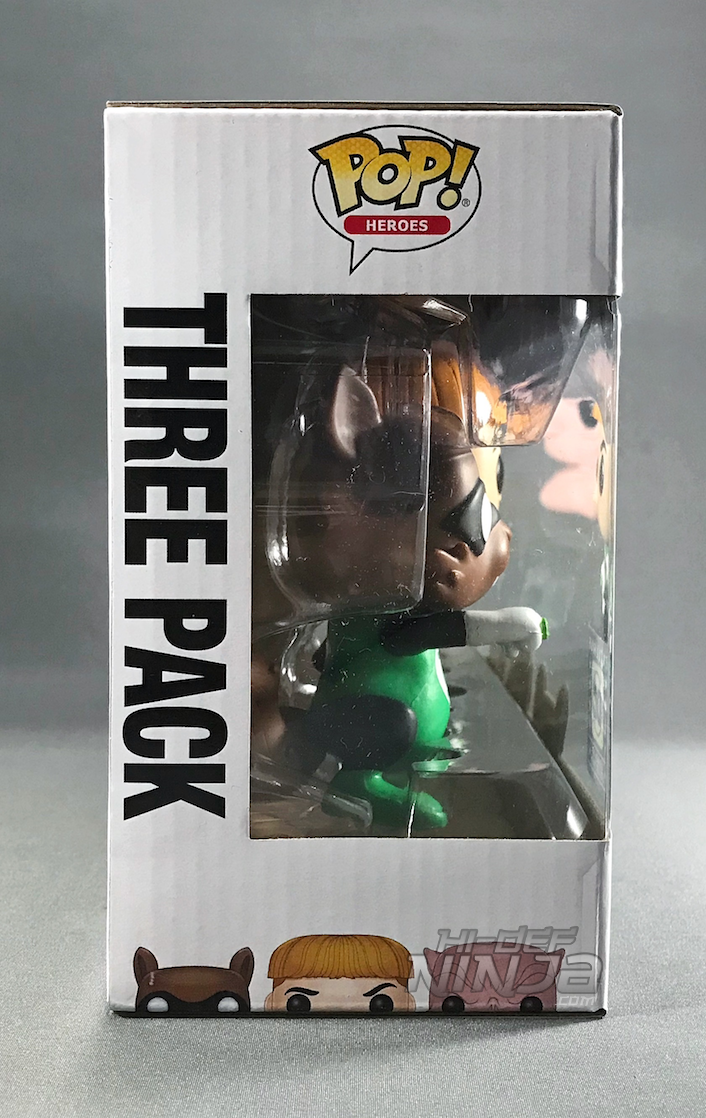 POP!®
HEROES
THREE PACK
HI-DEF
NINJA
.COM